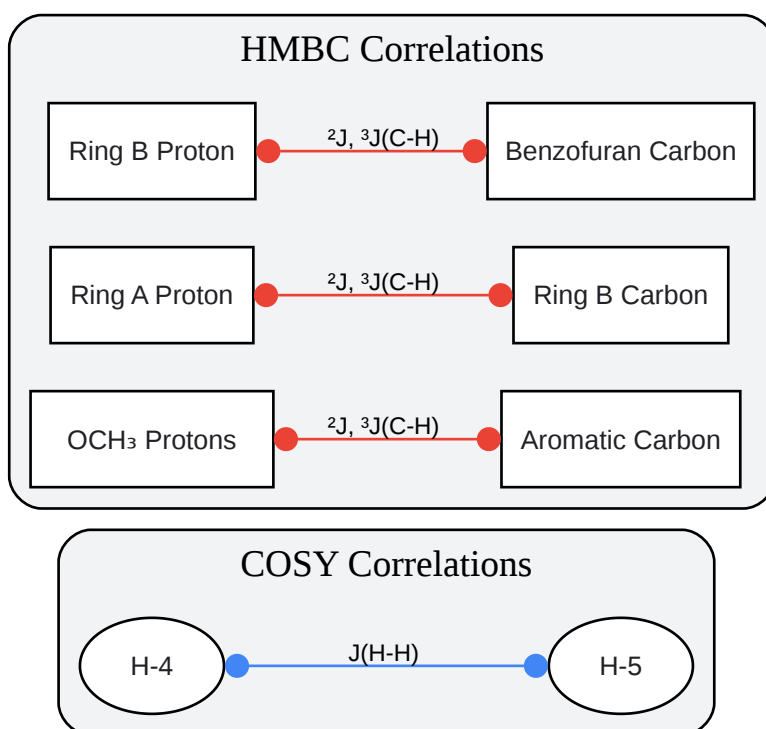 HMBC Correlations
Ring B Proton
²J, ³J(C-H)
Benzofuran Carbon
Ring A Proton
²J, ³J(C-H)
Ring B Carbon
OCH₃ Protons
²J, ³J(C-H)
Aromatic Carbon
COSY Correlations
H-4
J(H-H)
H-5